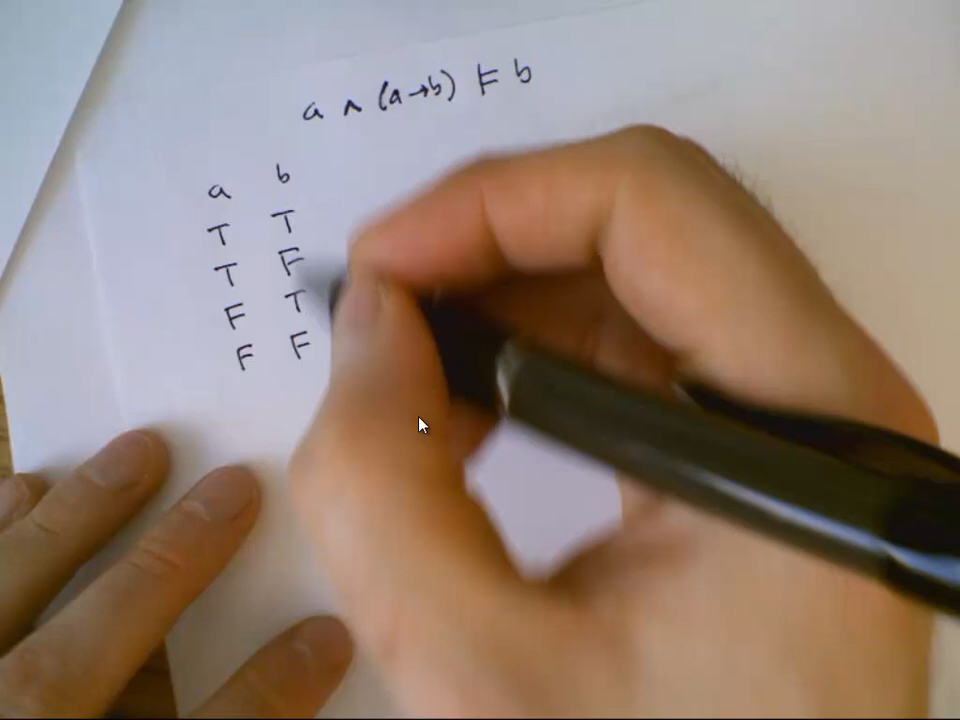 a ∧ (a→b) ⊨ b
a b
T T
T F
F T
F F